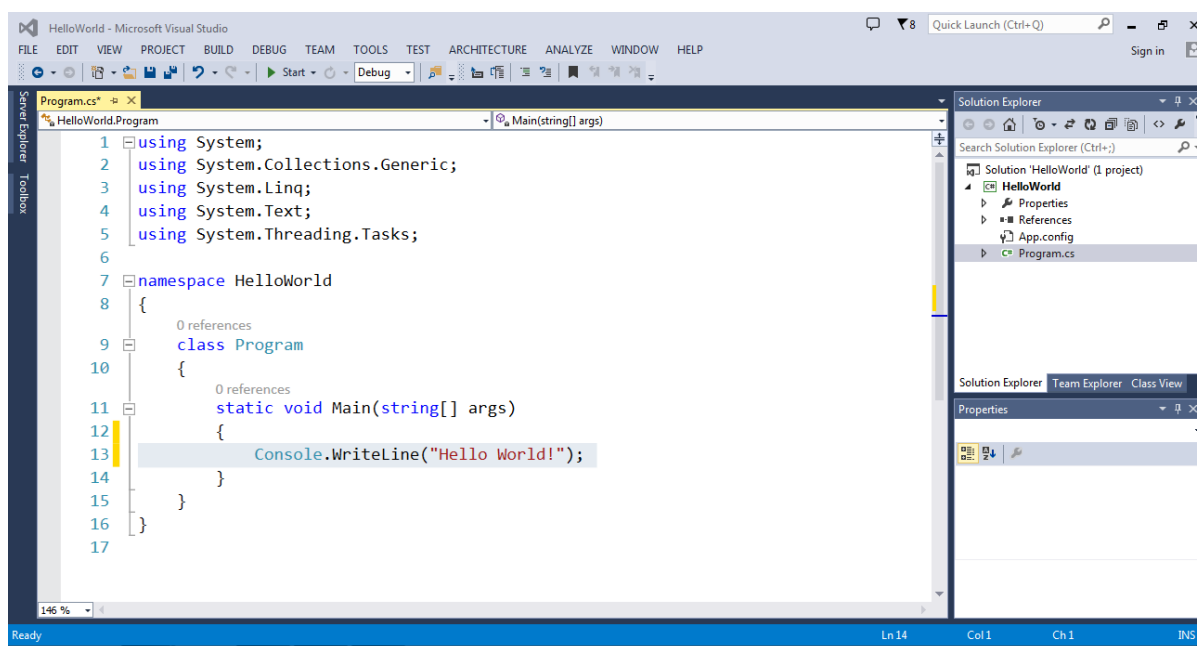 HelloWorld - Microsoft Visual Studio
8
Quick Launch (Ctrl+Q)
FILE EDIT VIEW PROJECT BUILD DEBUG TEAM TOOLS TEST ARCHITECTURE ANALYZE WINDOW HELP
Sign in
Start
Debug
Server Explorer
Toolbox
Program.cs*
HelloWorld.Program
Main(string[] args)
1 using System;
2 using System.Collections.Generic;
3 using System.Linq;
4 using System.Text;
5 using System.Threading.Tasks;
6
7 namespace HelloWorld
8 {
0 references
9 class Program
10 {
0 references
11 static void Main(string[] args)
12 {
13 Console.WriteLine("Hello World!");
14 }
15 }
16 }
17
146 %
Solution Explorer
Search Solution Explorer (Ctrl+;)
Solution 'HelloWorld' (1 project)
C# HelloWorld
Properties
References
App.config
C# Program.cs
Solution Explorer Team Explorer Class View
Properties
Ready
Ln 14 Col 1 Ch 1 INS